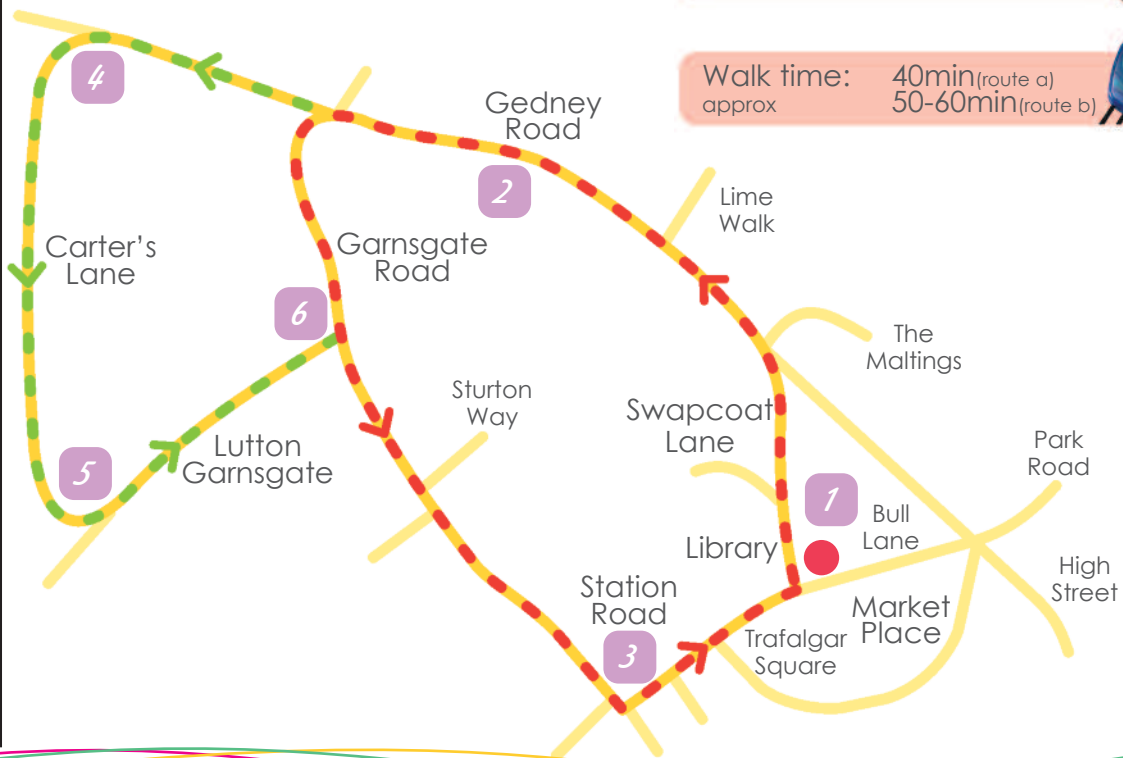 Walk time: 40min(route a)
approx 50-60min(route b)
4
Gedney
Road
2
Lime
Walk
Carter's
Lane
Garnsgate
Road
6
The
Maltings
Sturton
Way
Swapcoat
Lane
Park
Road
Lutton
Garnsgate
5
1
Bull
Lane
Library
High
Street
Station
Road
Market
Place
3
Trafalgar
Square